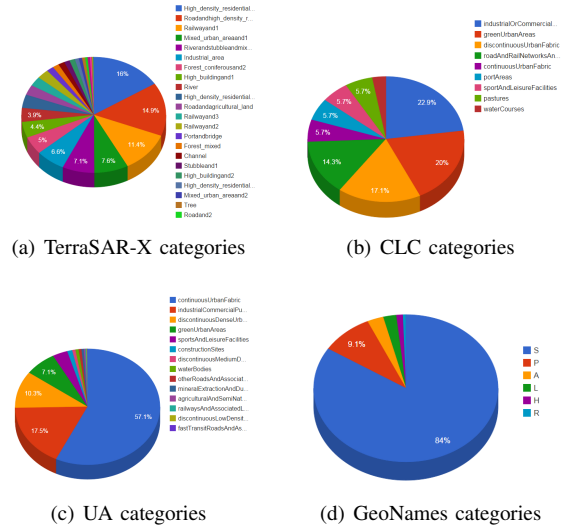 High_density_residential...
Roadandhigh_density_r...
Railwayand1
Mixed_urban_areaand1
Riverandstubbleandmix...
Industrial_area
Forest_coniferousand2
High_buildingand1
River
High_density_residential...
Roadandagricultural_land
Railwayand3
Railwayand2
Portandbridge
Forest_mixed
Channel
Stubbleand1
High_buildingand2
High_density_residential...
Mixed_urban_areaand2
Tree
Roadand2
16%
14.9%
11.4%
7.6%
7.1%
6.6%
5%
4.4%
3.9%
(a) TerraSAR-X categories
industrialOrCommercial...
greenUrbanAreas
discontinuousUrbanFabric
roadAndRailNetworksAn...
continuousUrbanFabric
portAreas
sportAndLeisureFacilities
pastures
waterCourses
22.9%
20%
17.1%
14.3%
5.7%
5.7%
5.7%
5.7%
(b) CLC categories
continuousUrbanFabric
industrialCommercialPu...
discontinuousDenseUrb...
greenUrbanAreas
sportsAndLeisureFacilities
constructionSites
discontinuousMediumD...
waterBodies
otherRoadsAndAssociat...
mineralExtractionAndDu...
agriculturalAndSemiNat...
railwaysAndAssociatedL...
discontinuousLowDensit...
fastTransitRoadsAndAs...
57.1%
17.5%
10.3%
7.1%
(c) UA categories
S
P
A
L
H
R
84%
9.1%
(d) GeoNames categories